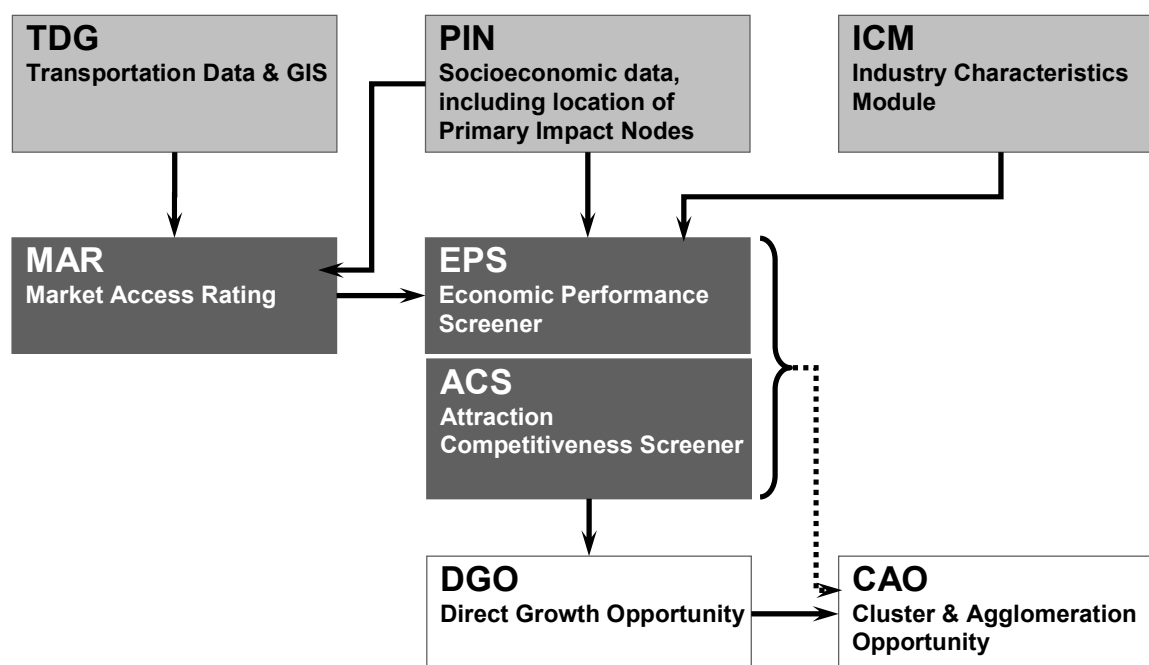 TDG
Transportation Data & GIS
PIN
Socioeconomic data,
including location of
Primary Impact Nodes
ICM
Industry Characteristics
Module
MAR
Market Access Rating
EPS
Economic Performance
Screener
ACS
Attraction
Competitiveness Screener
DGO
Direct Growth Opportunity
CAO
Cluster & Agglomeration
Opportunity